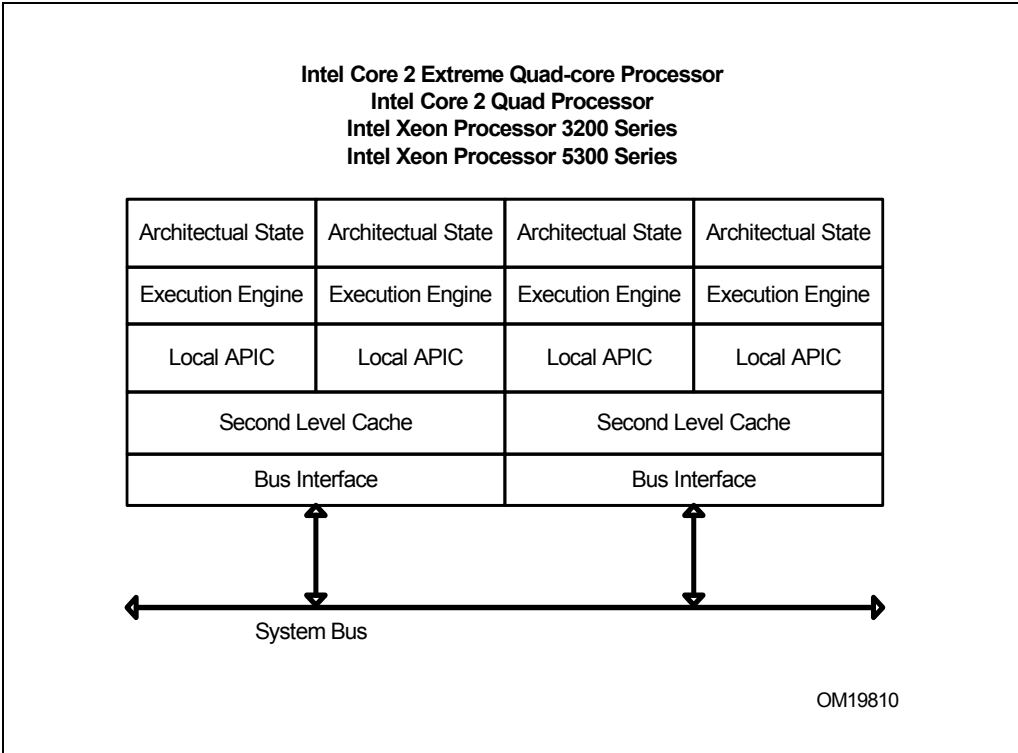 Intel Core 2 Extreme Quad-core Processor
Intel Core 2 Quad Processor
Intel Xeon Processor 3200 Series
Intel Xeon Processor 5300 Series
Architectual State Architectual State Architectual State Architectual State
Execution Engine Execution Engine Execution Engine Execution Engine
Local APIC Local APIC Local APIC Local APIC
Second Level Cache Second Level Cache
Bus Interface Bus Interface
System Bus
OM19810